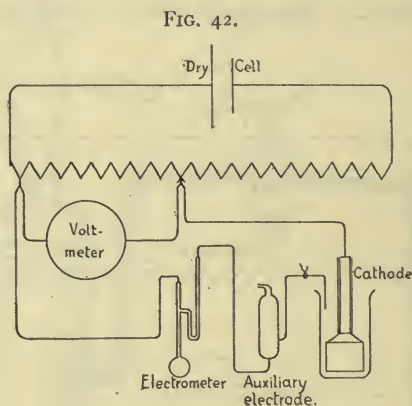 FIG. 42.
Dry Cell
Volt-
meter
Cathode
Electrometer
Auxiliary
electrode.